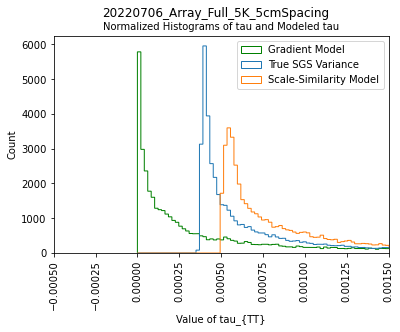 20220706_Array_Full_5K_5cmSpacing
Normalized Histograms of tau and Modeled tau
Gradient Model
True SGS Variance
Scale-Similarity Model
6000
5000
4000
3000
2000
1000
0
Count
−0.00050
−0.00025
0.00000
0.00025
0.00050
0.00075
0.00100
0.00125
0.00150
Value of tau_{TT}